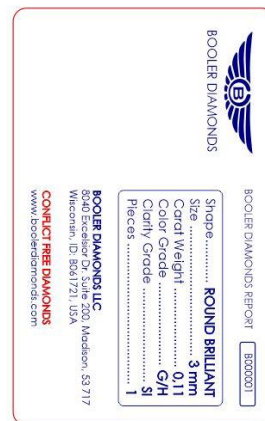 B
BOOLER DIAMONDS
BOOLER DIAMONDS REPORT
B000001
Shape......... ROUND BRILLIANT
Size ................................ 3 mm
Carat Weight .............. 0,11
Color Grade ................ G/H
Clarity Grade ................. SI
Pieces ................................ 1
BOOLER DIAMONDS LLC
8040 Excelsior Dr. Suite 200, Madison, 53717
Wisconsin, ID: B061721, USA
CONFLICT FREE DIAMONDS
www.boolerdiamonds.com